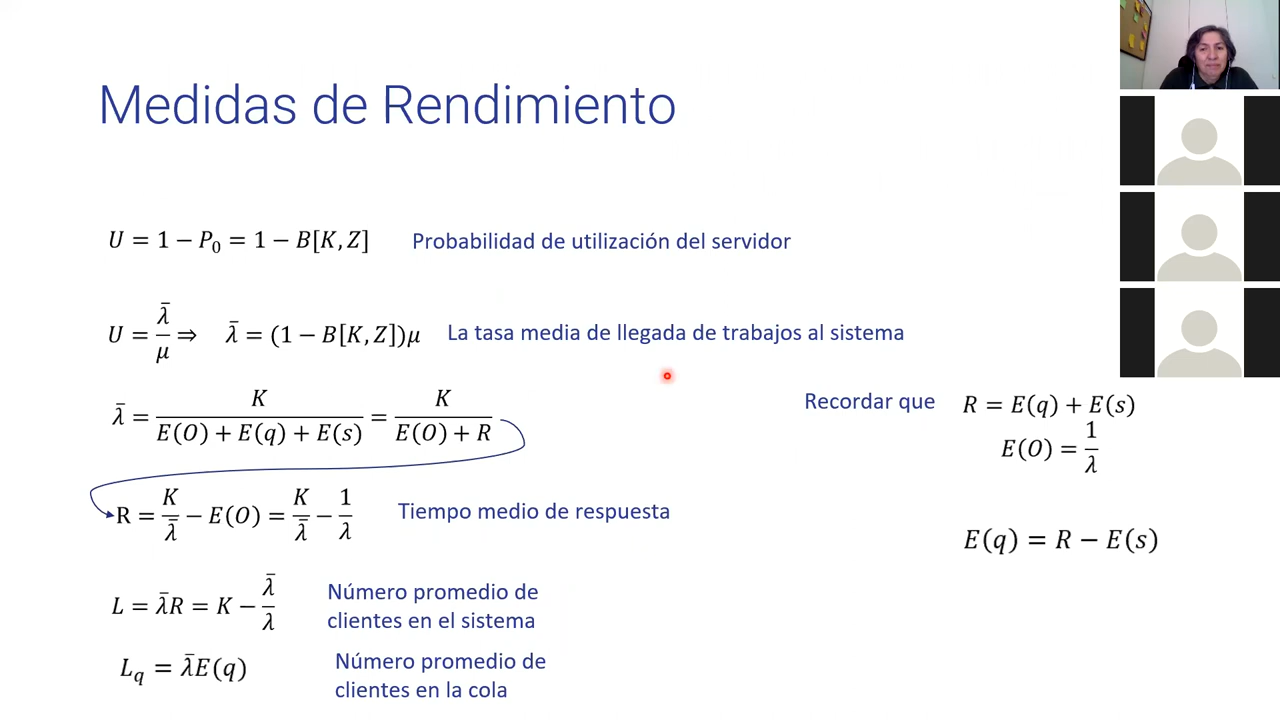 Medidas de Rendimiento
U = 1 − P₀ = 1 − B[K, Z] Probabilidad de utilización del servidor
U = λ̄/μ ⇒ λ̄ = (1 − B[K, Z])μ La tasa media de llegada de trabajos al sistema
λ̄ = K/(E(O) + E(q) + E(s)) = K/(E(O) + R)
Recordar que R = E(q) + E(s)
E(O) = 1/λ
R = K/λ̄ − E(O) = K/λ̄ − 1/λ Tiempo medio de respuesta
E(q) = R − E(s)
L = λ̄R = K − λ̄/λ
Número promedio de
clientes en el sistema
L_q = λ̄E(q)
Número promedio de
clientes en la cola